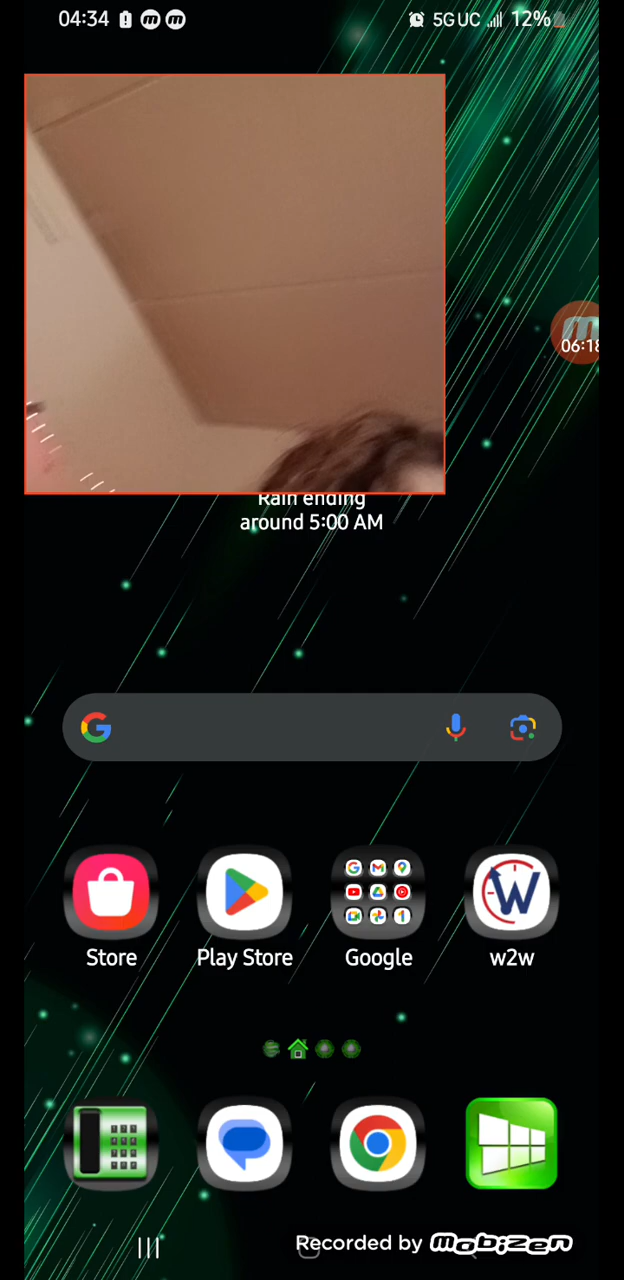 04:34
5G UC
12%
06:18
Rain ending
around 5:00 AM
Store
Play Store
Google
w2w
Recorded by mobizen